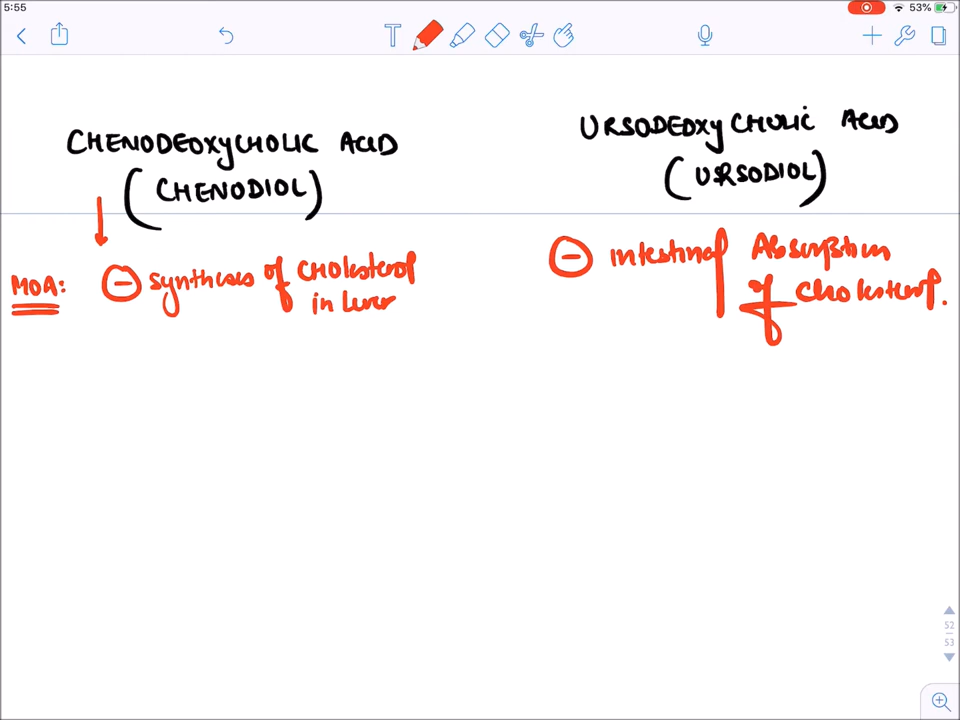 5:55
53%
T
CHENODEOXYCHOLIC ACID
(CHENODIOL)
URSODEOXYCHOLIC ACID
(URSODIOL)
MOA: ⊖ syntheses of CHolesterol
in Liver
⊖ intestinal Absorption
of cholesterol.
52
53